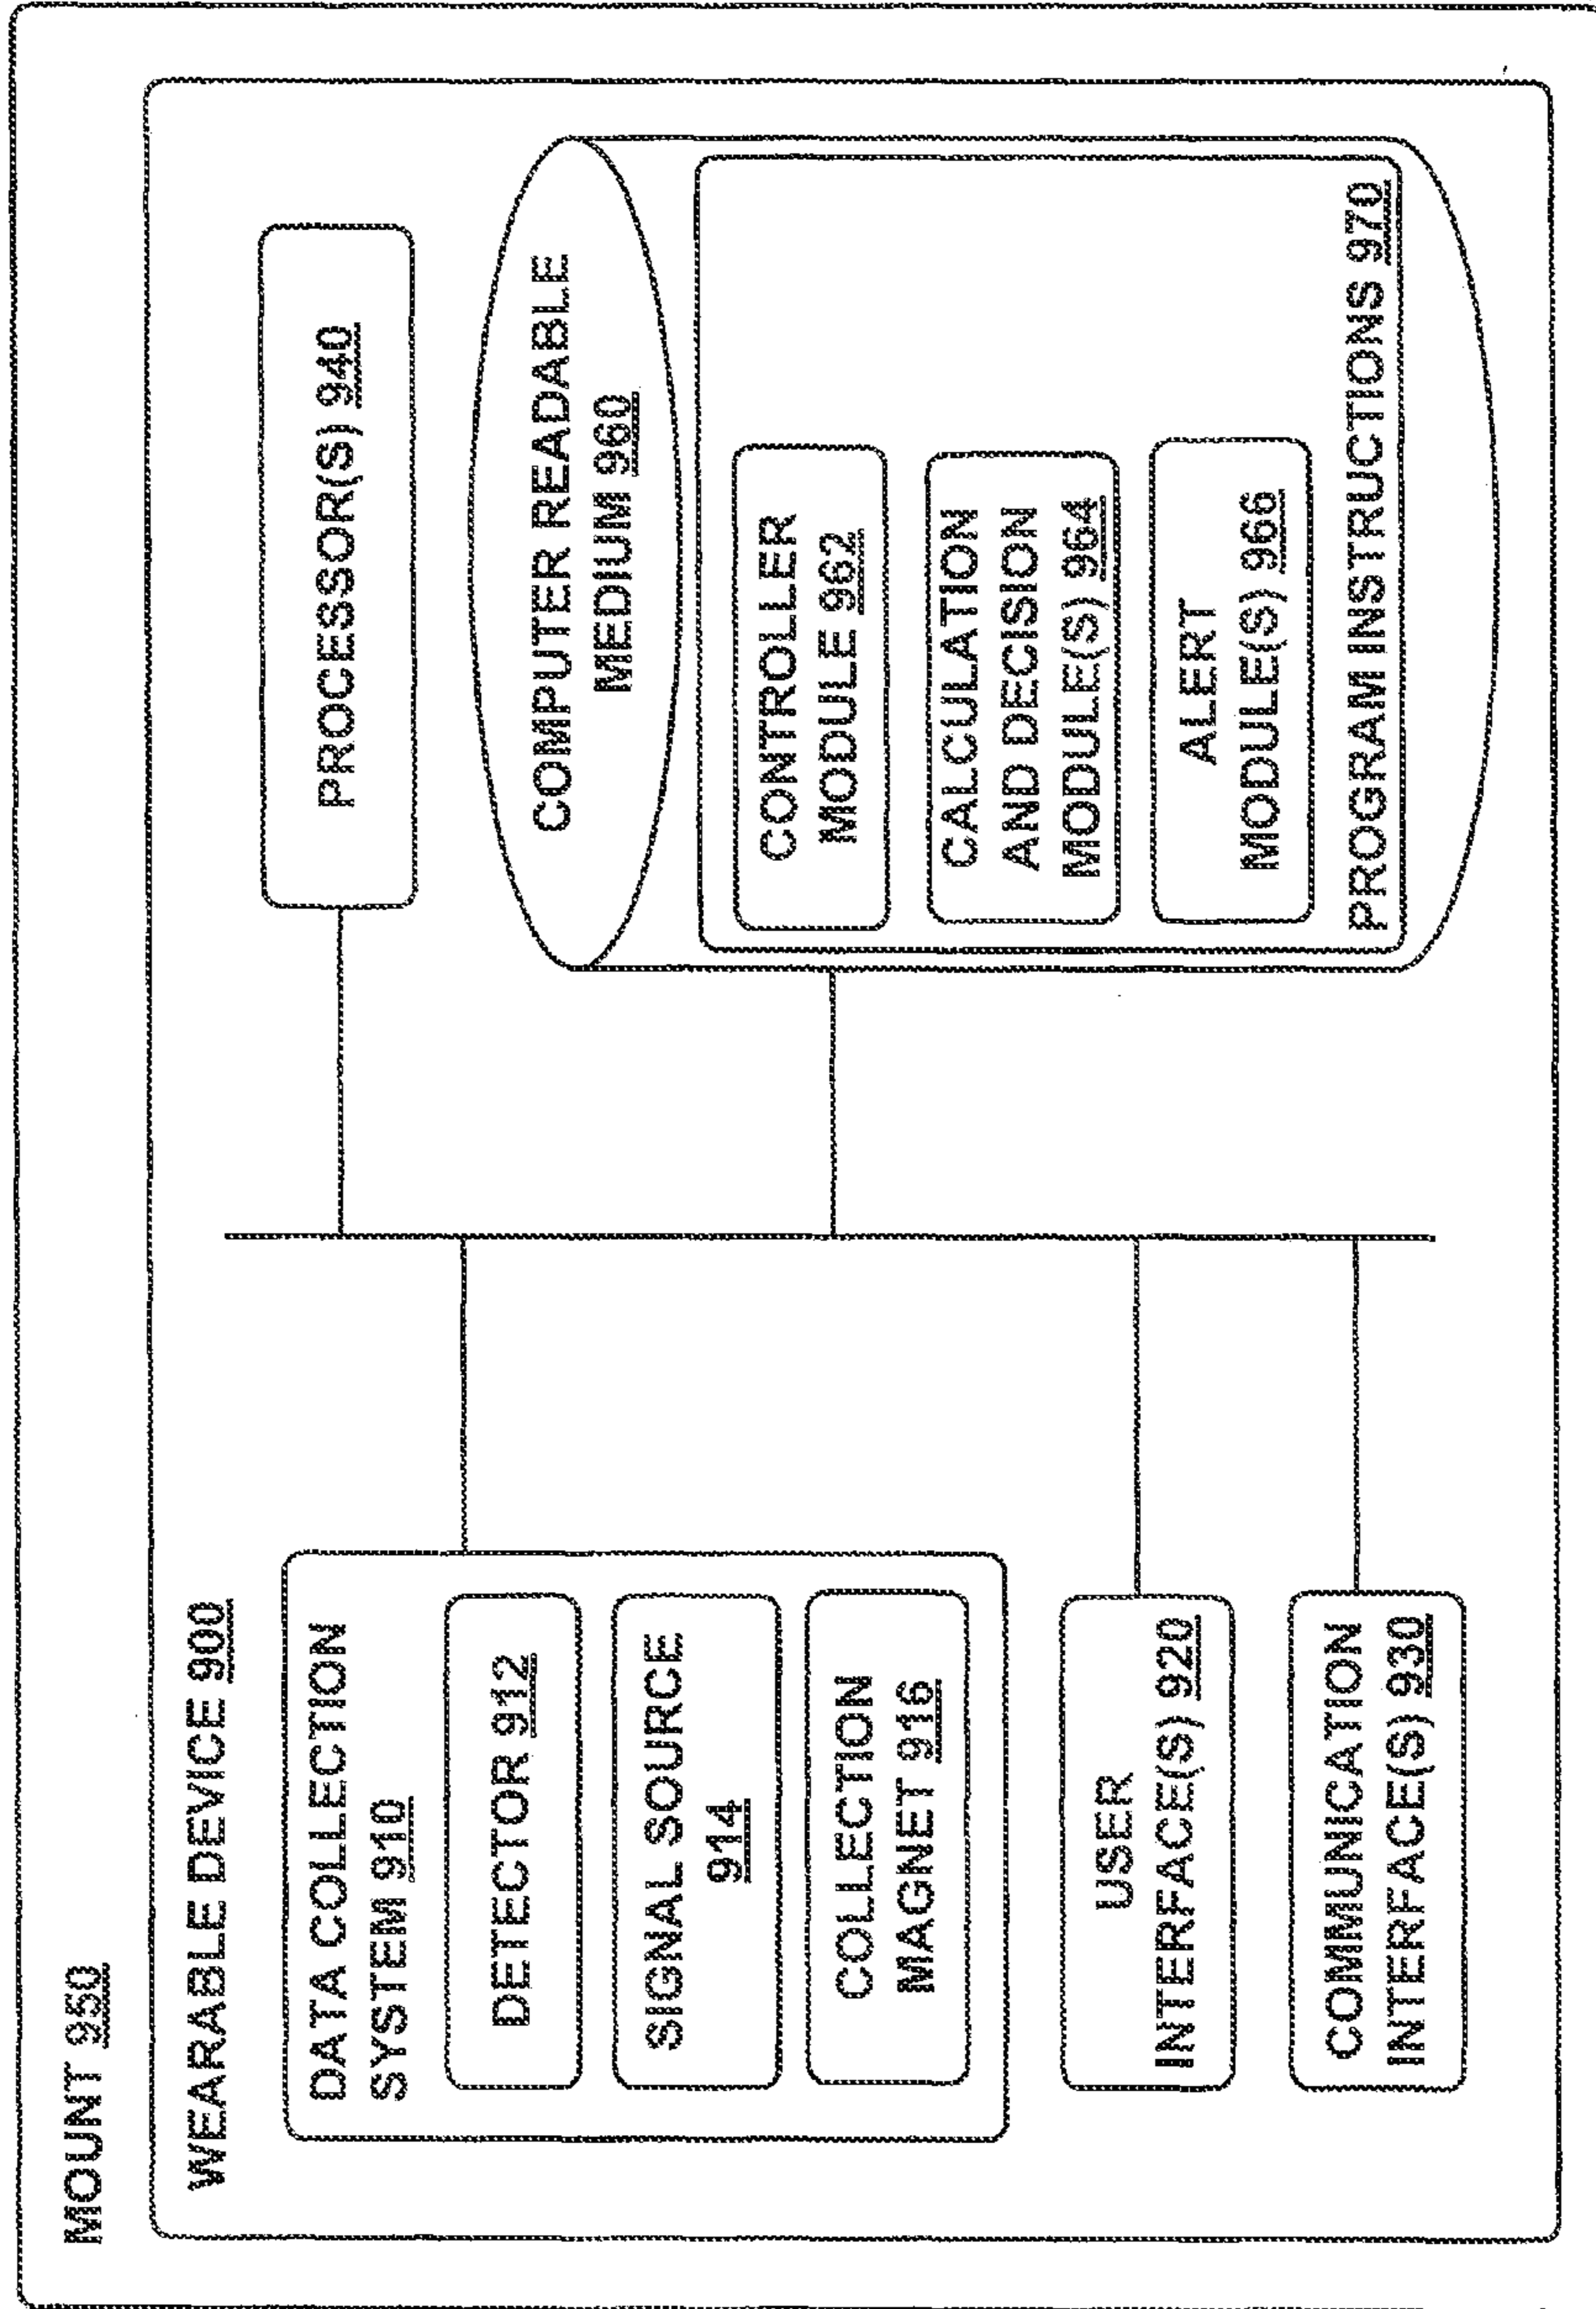 MOUNT 950
WEARABLE DEVICE 900
DATA COLLECTION
SYSTEM 910
DETECTOR 912
SIGNAL SOURCE
914
COLLECTION
MAGNET 916
USER
INTERFACE(S) 920
COMMUNICATION
INTERFACE(S) 930
PROCESSOR(S) 940
COMPUTER READABLE
MEDIUM 960
CONTROLLER
MODULE 962
CALCULATION
AND DECISION
MODULE(S) 964
ALERT
MODULE(S) 966
PROGRAM INSTRUCTIONS 970